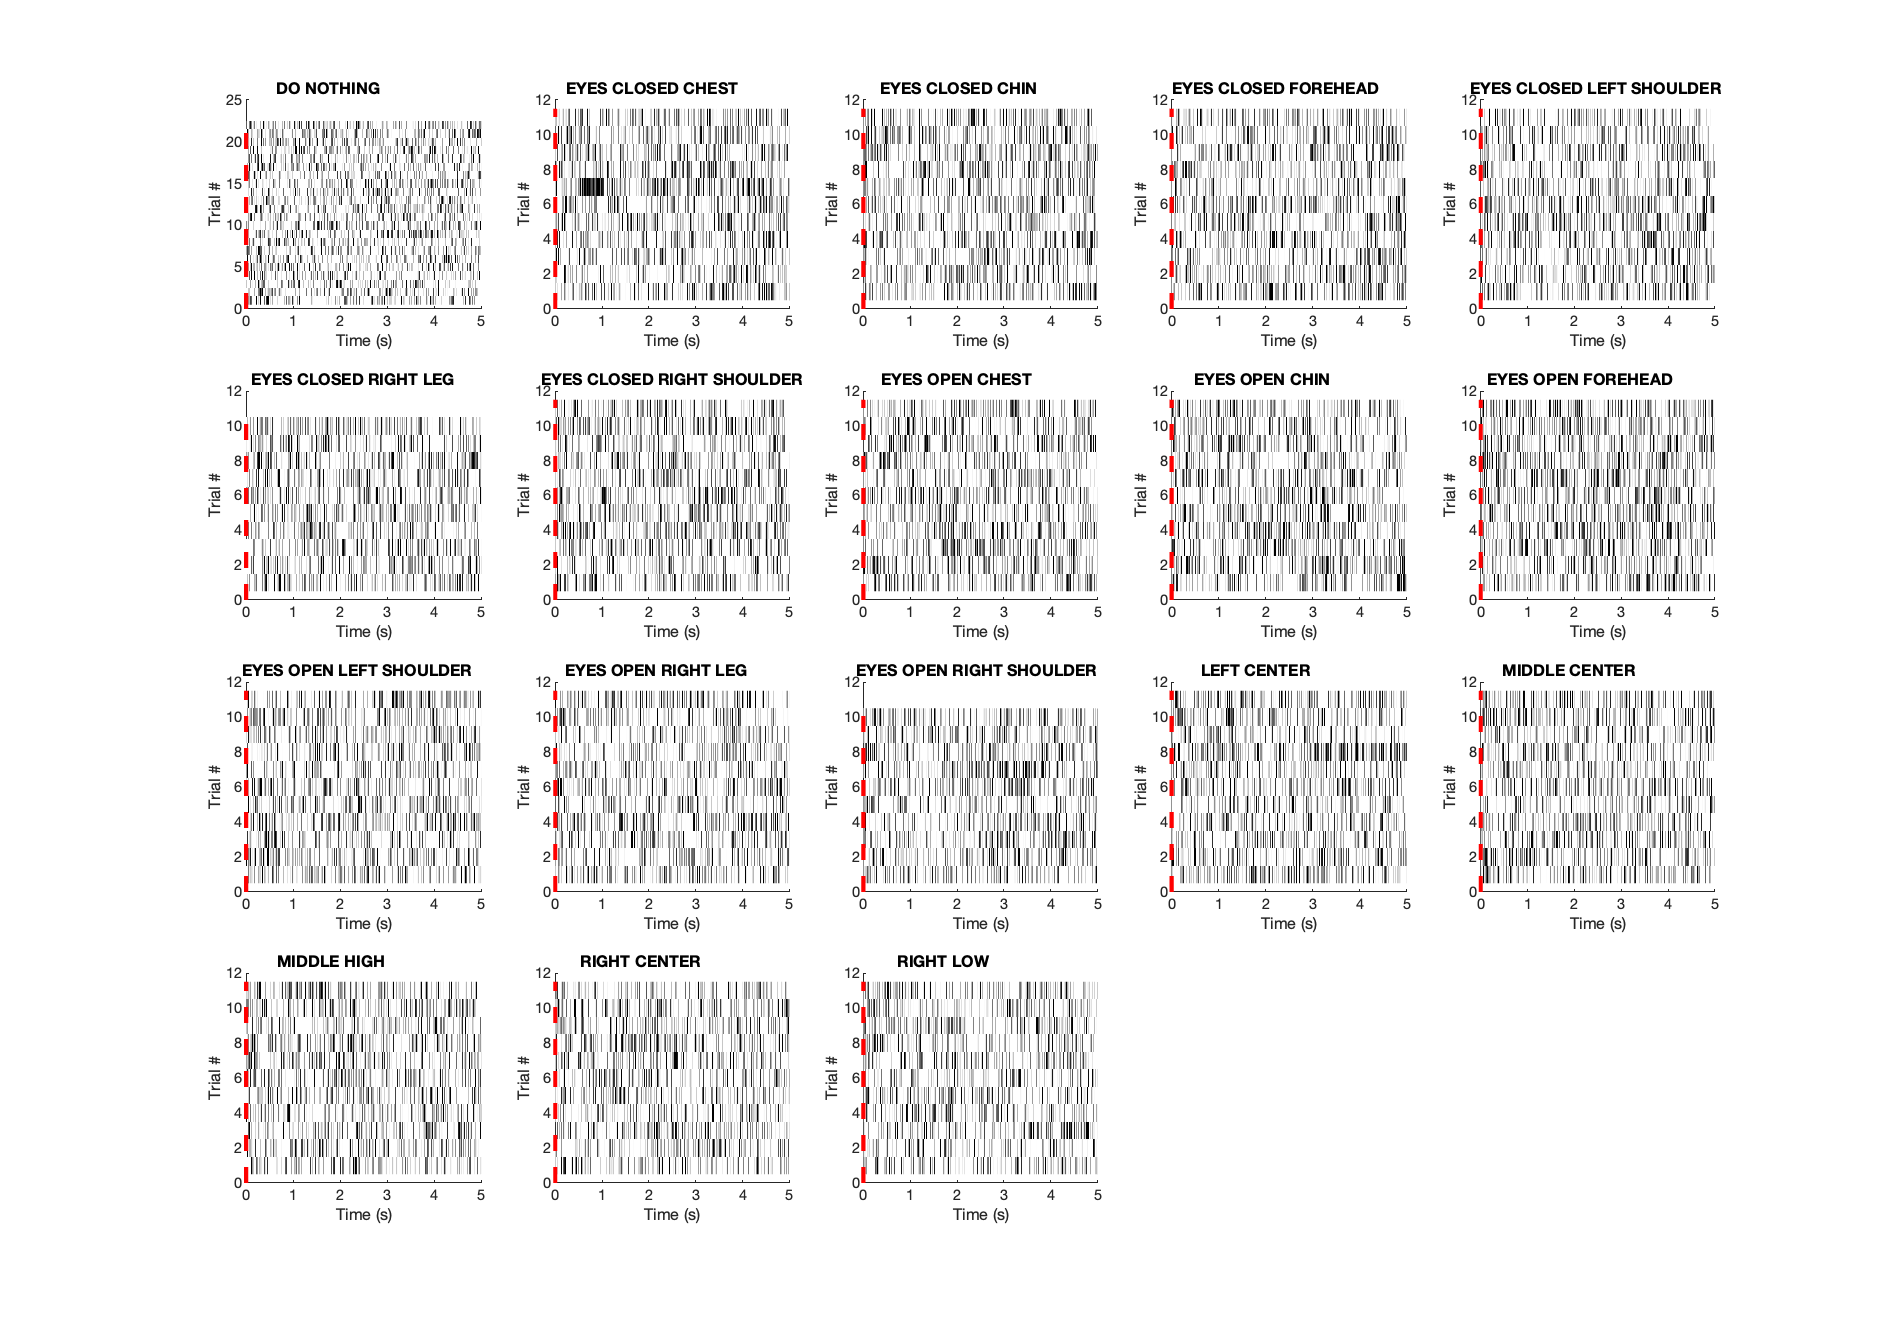 DO NOTHING
25
20
15
10
5
0
Trial #
0 1 2 3 4 5
Time (s)
EYES CLOSED CHEST
12
10
8
6
4
2
0
Trial #
0 1 2 3 4 5
Time (s)
EYES CLOSED CHIN
12
10
8
6
4
2
0
Trial #
0 1 2 3 4 5
Time (s)
EYES CLOSED FOREHEAD
12
10
8
6
4
2
0
Trial #
0 1 2 3 4 5
Time (s)
EYES CLOSED LEFT SHOULDER
12
10
8
6
4
2
0
Trial #
0 1 2 3 4 5
Time (s)
EYES CLOSED RIGHT LEG
12
10
8
6
4
2
0
Trial #
0 1 2 3 4 5
Time (s)
EYES CLOSED RIGHT SHOULDER
12
10
8
6
4
2
0
Trial #
0 1 2 3 4 5
Time (s)
EYES OPEN CHEST
12
10
8
6
4
2
0
Trial #
0 1 2 3 4 5
Time (s)
EYES OPEN CHIN
12
10
8
6
4
2
0
Trial #
0 1 2 3 4 5
Time (s)
EYES OPEN FOREHEAD
12
10
8
6
4
2
0
Trial #
0 1 2 3 4 5
Time (s)
EYES OPEN LEFT SHOULDER
12
10
8
6
4
2
0
Trial #
0 1 2 3 4 5
Time (s)
EYES OPEN RIGHT LEG
12
10
8
6
4
2
0
Trial #
0 1 2 3 4 5
Time (s)
EYES OPEN RIGHT SHOULDER
12
10
8
6
4
2
0
Trial #
0 1 2 3 4 5
Time (s)
LEFT CENTER
12
10
8
6
4
2
0
Trial #
0 1 2 3 4 5
Time (s)
MIDDLE CENTER
12
10
8
6
4
2
0
Trial #
0 1 2 3 4 5
Time (s)
MIDDLE HIGH
12
10
8
6
4
2
0
Trial #
0 1 2 3 4 5
Time (s)
RIGHT CENTER
12
10
8
6
4
2
0
Trial #
0 1 2 3 4 5
Time (s)
RIGHT LOW
12
10
8
6
4
2
0
Trial #
0 1 2 3 4 5
Time (s)